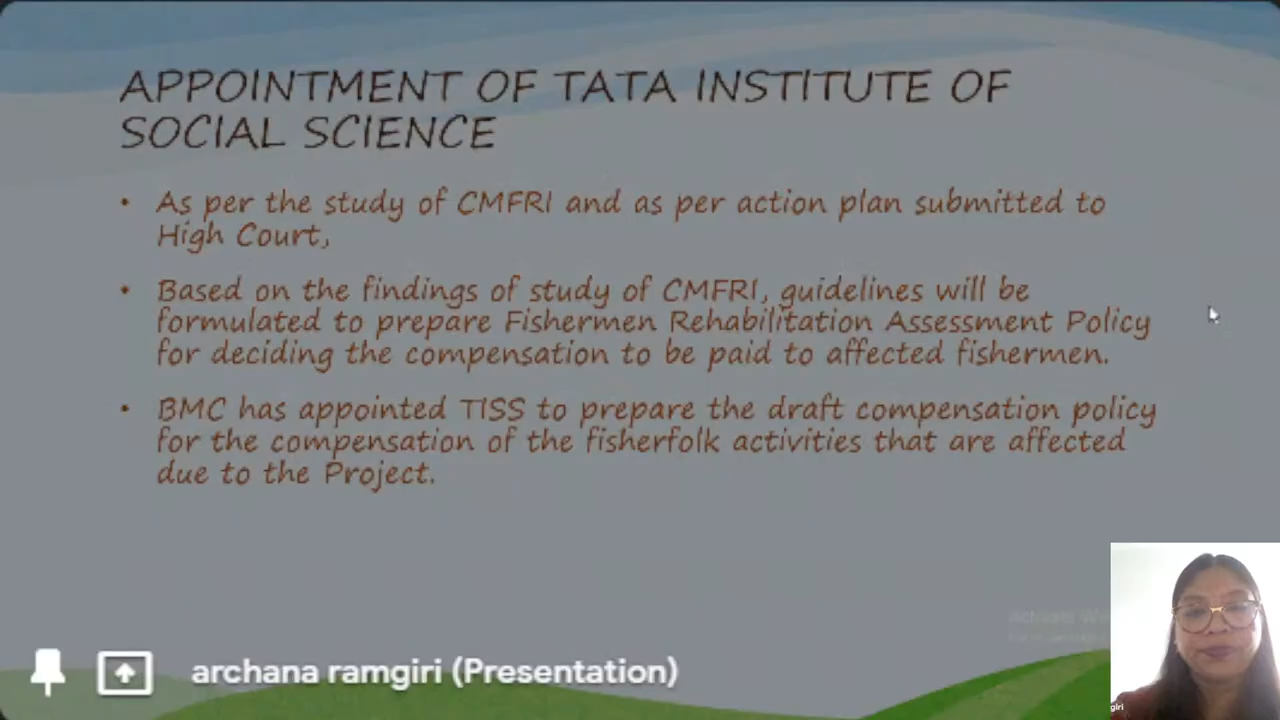 APPOINTMENT OF TATA INSTITUTE OF
SOCIAL SCIENCE
• As per the study of CMFRI and as per action plan submitted to
High Court,
• Based on the findings of study of CMFRI, guidelines will be
formulated to prepare Fishermen Rehabilitation Assessment Policy
for deciding the compensation to be paid to affected fishermen.
• BMC has appointed TISS to prepare the draft compensation policy
for the compensation of the fisherfolk activities that are affected
due to the Project.
Activate
archana ramgiri (Presentation)
giri